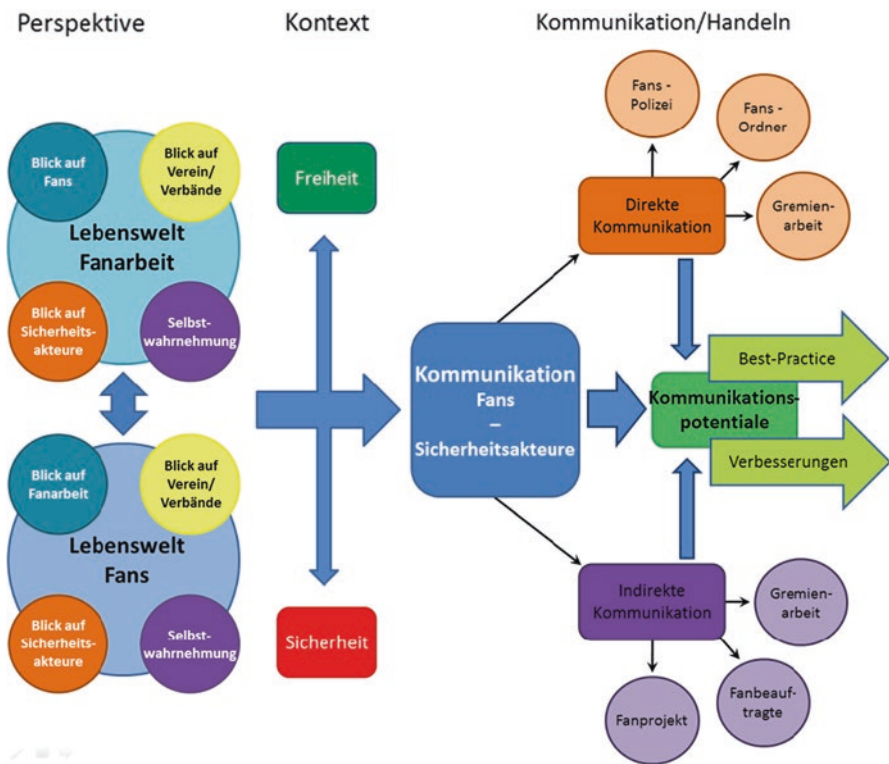 Perspektive
Kontext
Kommunikation/Handeln
Blick auf
Fans
Blick auf
Verein/
Verbände
Lebenswelt
Fanarbeit
Blick auf
Sicherheits-
akteure
Selbst-
wahrnehmung
Blick auf
Fanarbeit
Blick auf
Verein/
Verbände
Lebenswelt
Fans
Blick auf
Sicherheits-
akteure
Selbst-
wahrnehmung
Freiheit
Sicherheit
Kommunikation
Fans
–
Sicherheitsakteure
Fans -
Polizei
Fans -
Ordner
Direkte
Kommunikation
Gremien-
arbeit
Best-Practice
Kommunikations-
potentiale
Verbesserungen
Indirekte
Kommunikation
Gremien-
arbeit
Fanprojekt
Fanbeauf-
tragte